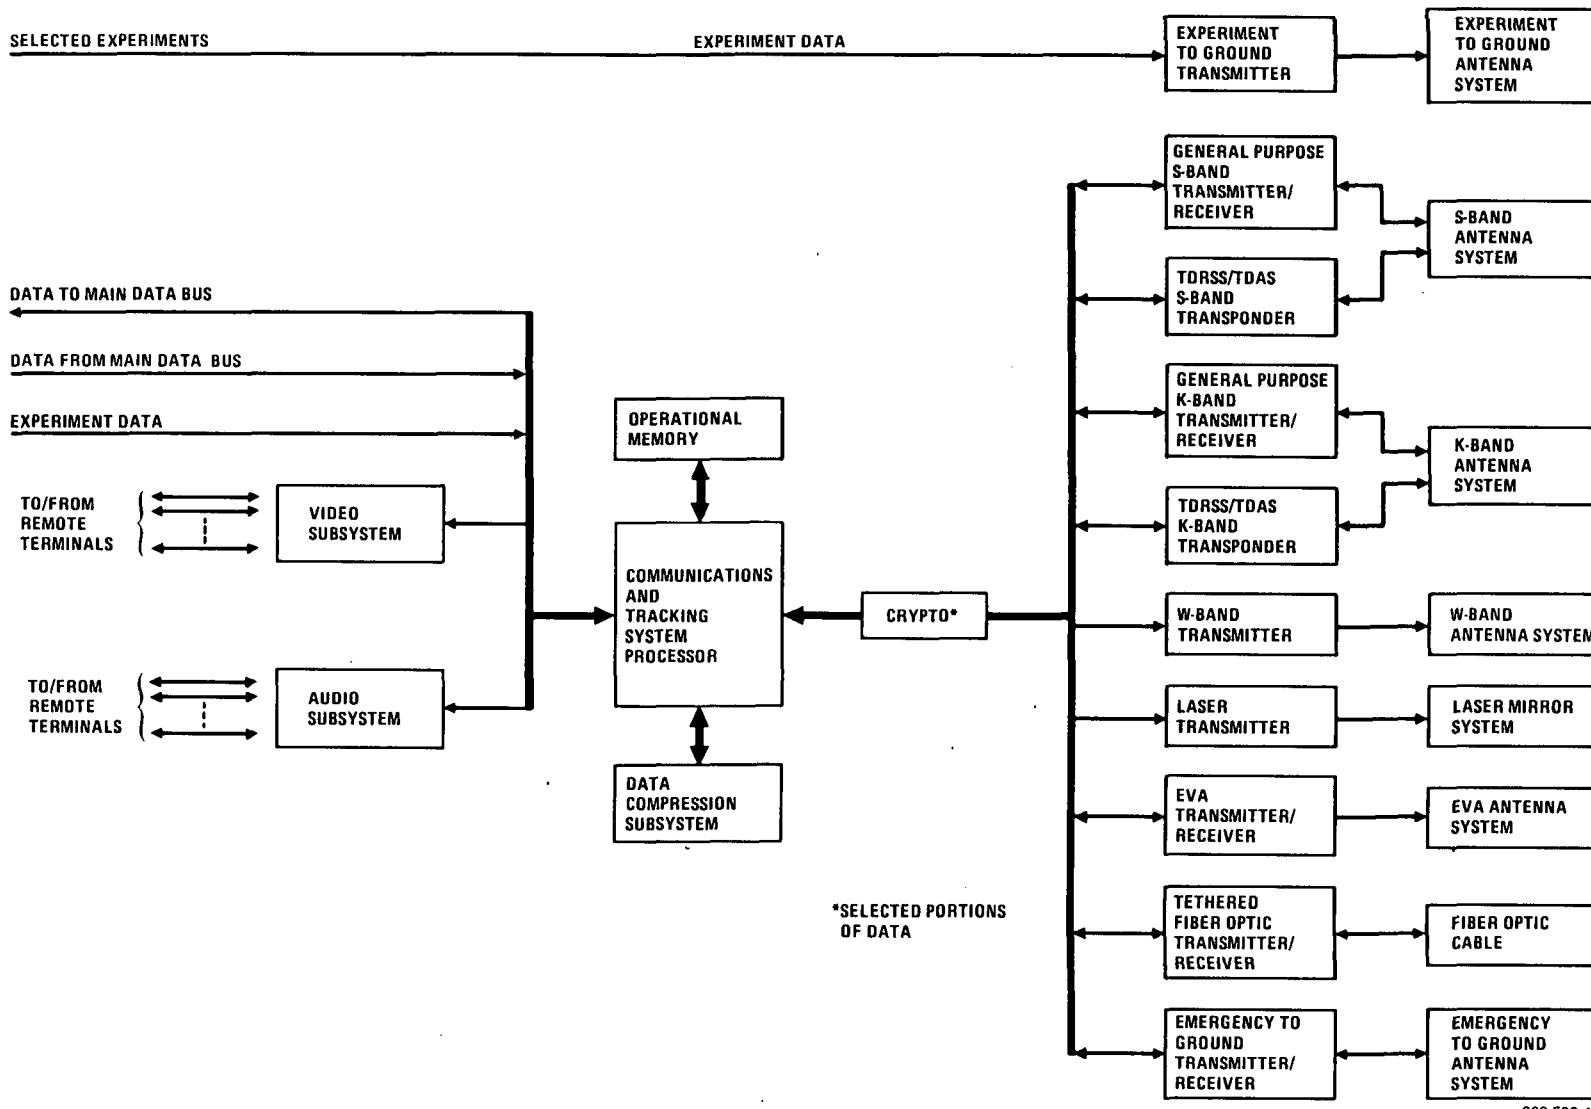 SELECTED EXPERIMENTS
EXPERIMENT DATA
EXPERIMENT
TO GROUND
TRANSMITTER
EXPERIMENT
TO GROUND
ANTENNA
SYSTEM
GENERAL PURPOSE
S-BAND
TRANSMITTER/
RECEIVER
S-BAND
ANTENNA
SYSTEM
TDRSS/TDAS
S-BAND
TRANSPONDER
DATA TO MAIN DATA BUS
DATA FROM MAIN DATA BUS
EXPERIMENT DATA
GENERAL PURPOSE
K-BAND
TRANSMITTER/
RECEIVER
K-BAND
ANTENNA
SYSTEM
TDRSS/TDAS
K-BAND
TRANSPONDER
OPERATIONAL
MEMORY
TO/FROM
REMOTE
TERMINALS
VIDEO
SUBSYSTEM
COMMUNICATIONS
AND
TRACKING
SYSTEM
PROCESSOR
CRYPTO*
W-BAND
TRANSMITTER
W-BAND
ANTENNA SYSTEM
TO/FROM
REMOTE
TERMINALS
AUDIO
SUBSYSTEM
LASER
TRANSMITTER
LASER MIRROR
SYSTEM
DATA
COMPRESSION
SUBSYSTEM
EVA
TRANSMITTER/
RECEIVER
EVA ANTENNA
SYSTEM
*SELECTED PORTIONS
OF DATA
TETHERED
FIBER OPTIC
TRANSMITTER/
RECEIVER
FIBER OPTIC
CABLE
EMERGENCY TO
GROUND
TRANSMITTER/
RECEIVER
EMERGENCY
TO GROUND
ANTENNA
SYSTEM